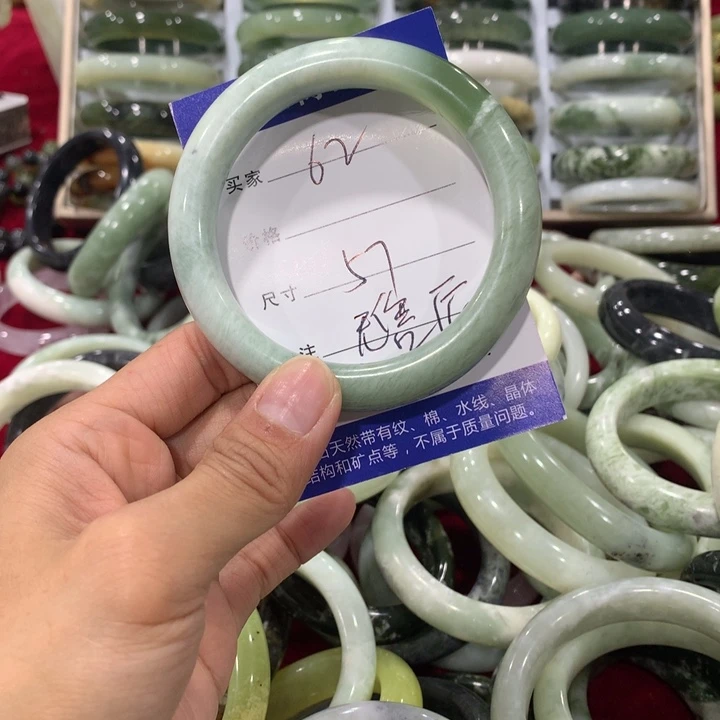 买家 62
价格
尺寸 57
天然带有纹、棉、水线、晶体
结构和矿点等，不属于质量问题。